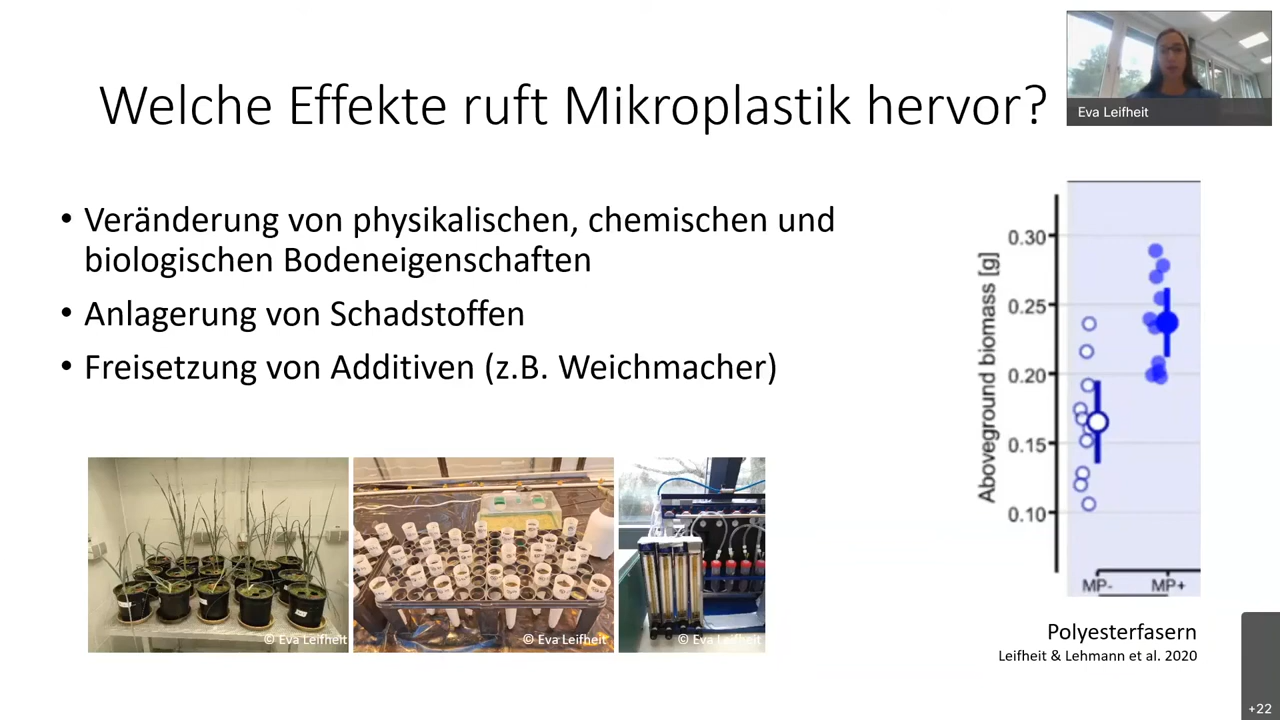 Welche Effekte ruft Mikroplastik hervor?
Eva Leifheit
• Veränderung von physikalischen, chemischen und
biologischen Bodeneigenschaften
• Anlagerung von Schadstoffen
• Freisetzung von Additiven (z.B. Weichmacher)
© Eva Leifheit
© Eva Leifheit
© Eva Leifheit
Aboveground biomass [g]
0.30
0.25
0.20
0.15
0.10
MP-
MP+
Polyesterfasern
Leifheit & Lehmann et al. 2020
+22